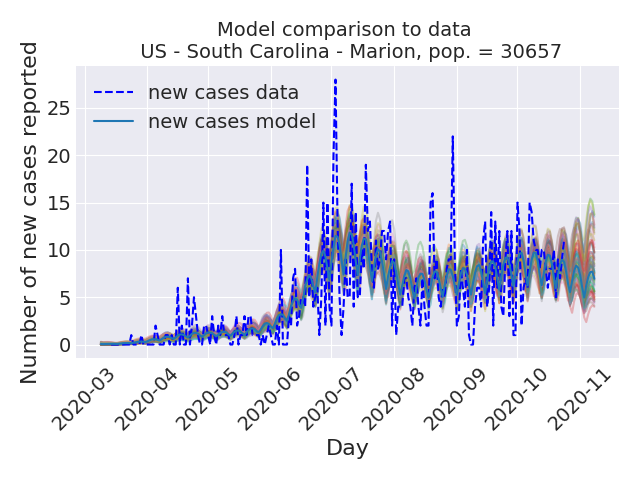 Model comparison to data
US - South Carolina - Marion, pop. = 30657
Number of new cases reported
new cases data
new cases model
25
20
15
10
5
0
2020-03
2020-04
2020-05
2020-06
2020-07
2020-08
2020-09
2020-10
2020-11
Day